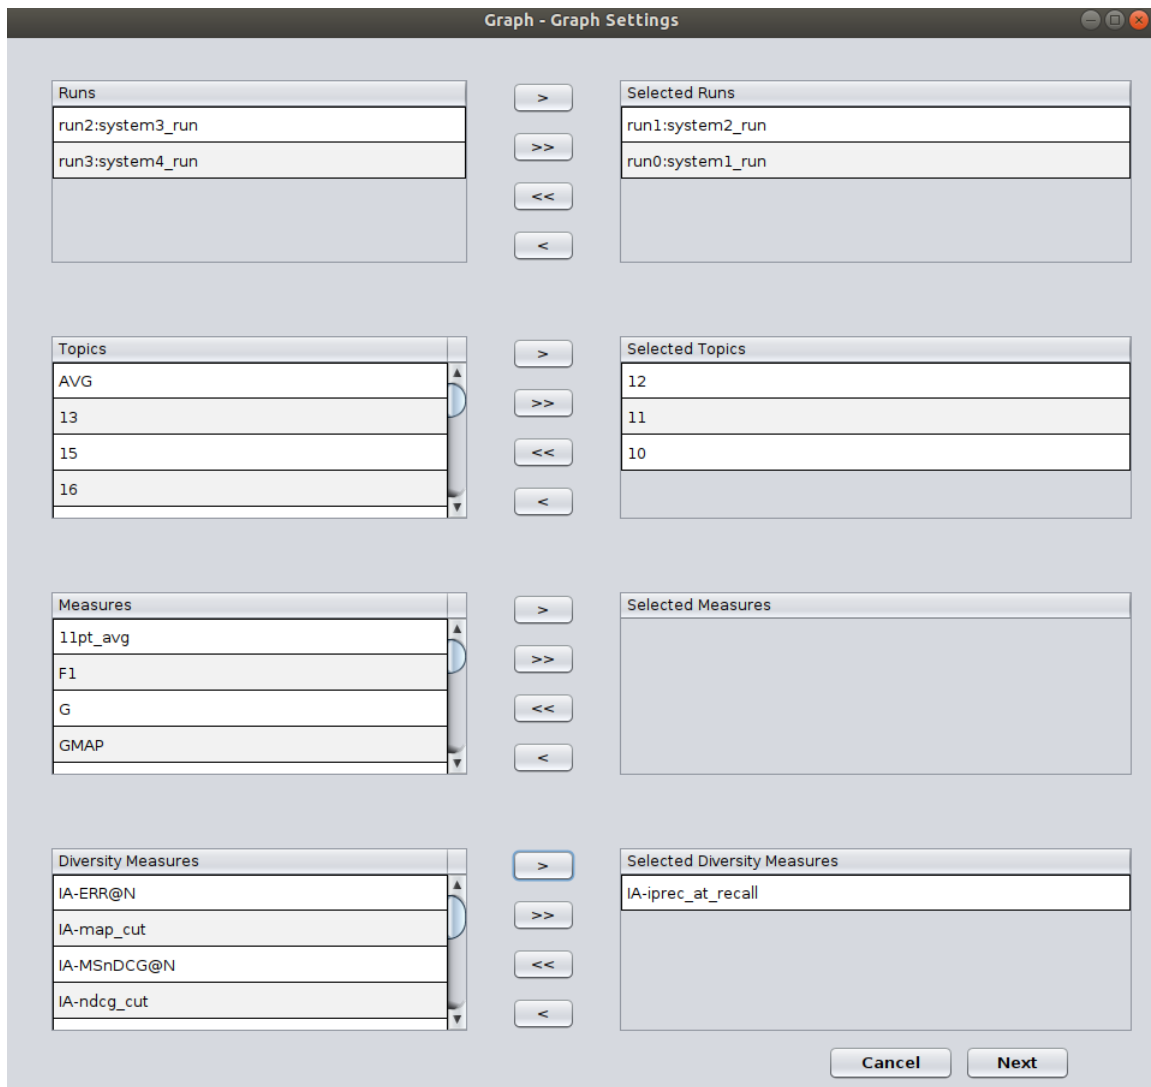 Graph - Graph Settings
Runs
run2:system3_run
run3:system4_run
>
>>
<<
<
Selected Runs
run1:system2_run
run0:system1_run
Topics
AVG
13
15
16
>
>>
<<
<
Selected Topics
12
11
10
Measures
11pt_avg
F1
G
GMAP
>
>>
<<
<
Selected Measures
Diversity Measures
IA-ERR@N
IA-map_cut
IA-MSnDCG@N
IA-ndcg_cut
>
>>
<<
<
Selected Diversity Measures
IA-iprec_at_recall
Cancel
Next